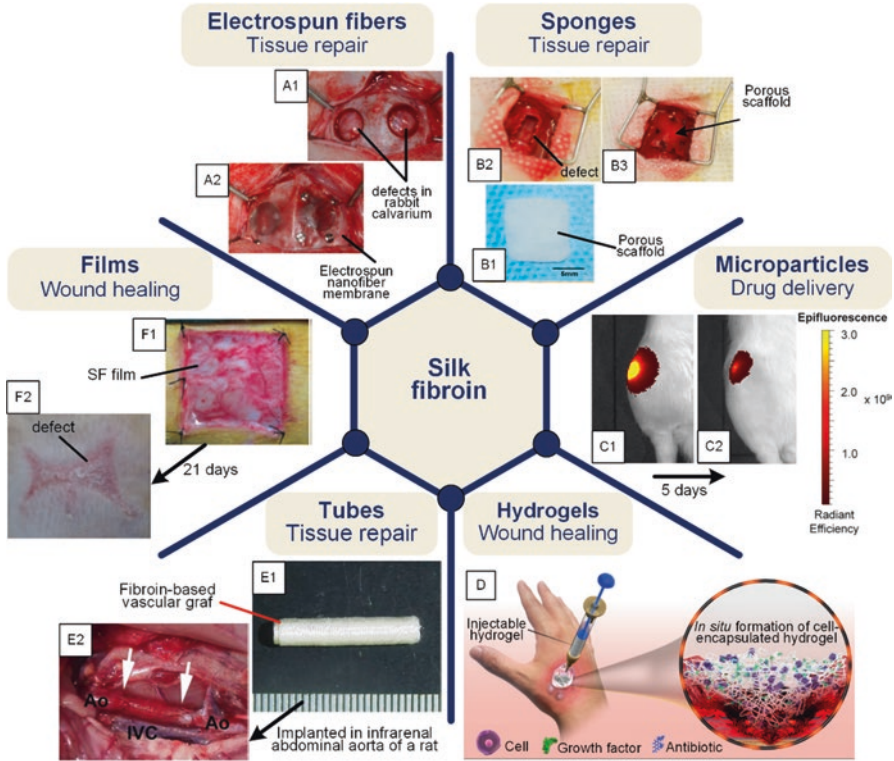 Electrospun fibers
Tissue repair
A1
A2
defects in
rabbit
calvarium
Electrospun
nanofiber
membrane
Sponges
Tissue repair
B2
defect
B3
Porous
scaffold
B1
Porous
scaffold
5mm
Films
Wound healing
F1
SF film
F2
defect
21 days
Silk
fibroin
Microparticles
Drug delivery
Epifluorescence
3.0
2.0
x 10⁹
1.0
Radiant
Efficiency
C1
C2
5 days
Tubes
Tissue repair
E1
Fibroin-based
vascular graf
E2
Ao
IVC
Ao
Implanted in infrarenal
abdominal aorta of a rat
Hydrogels
Wound healing
D
Injectable
hydrogel
In situ formation of cell-
encapsulated hydrogel
Cell
Growth factor
Antibiotic